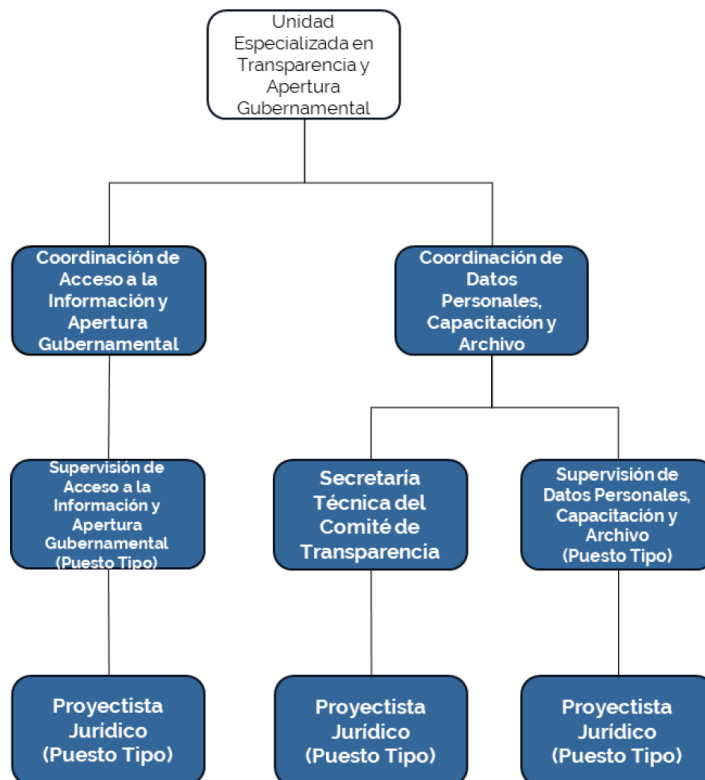 Unidad
Especializada en
Transparencia y
Apertura
Gubernamental
Coordinación de
Acceso a la
Información y
Apertura
Gubernamental
Coordinación de
Datos
Personales,
Capacitación y
Archivo
Supervisión de
Acceso a la
Información y
Apertura
Gubernamental
(Puesto Tipo)
Secretaría
Técnica del
Comité de
Transparencia
Supervisión de
Datos Personales,
Capacitación y
Archivo
(Puesto Tipo)
Proyectista
Jurídico
(Puesto Tipo)
Proyectista
Jurídico
(Puesto Tipo)
Proyectista
Jurídico
(Puesto Tipo)